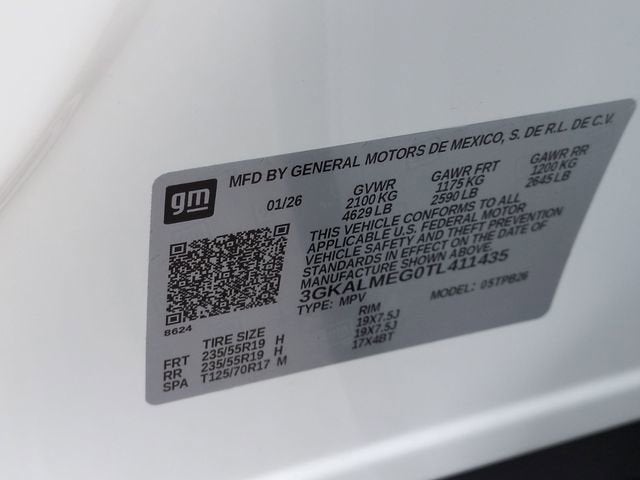 gm
MFD BY GENERAL MOTORS DE MEXICO, S. DE R.L. DE C.V.
01/26 GVWR GAWR FRT GAWR RR
2100 KG 1175 KG 1200 KG
4629 LB 2590 LB 2645 LB
THIS VEHICLE CONFORMS TO ALL
APPLICABLE U.S. FEDERAL MOTOR
VEHICLE SAFETY AND THEFT PREVENTION
STANDARDS IN EFFECT ON THE DATE OF
MANUFACTURE SHOWN ABOVE.
3GKALMEG0TL411435
TYPE: MPV MODEL: 05TPB26
8624
TIRE SIZE RIM
FRT 235/55R19 H 19X7.5J
RR 235/55R19 H 19X7.5J
SPA T125/70R17 M 17X4BT